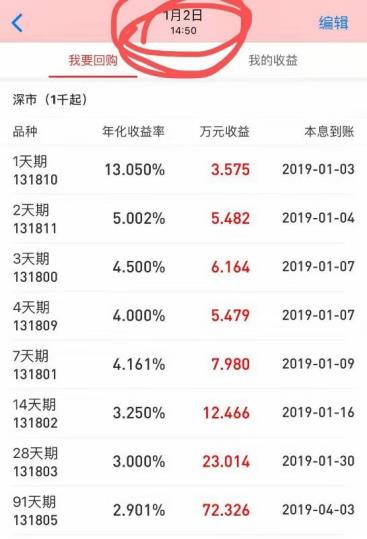 1月2日
14:50
编辑
我要回购 我的收益
深市（1千起）
品种 年化收益率 万元收益 本息到账
1天期
131810 13.050% 3.575 2019-01-03
2天期
131811 5.002% 5.482 2019-01-04
3天期
131800 4.500% 6.164 2019-01-07
4天期
131809 4.000% 5.479 2019-01-07
7天期
131801 4.161% 7.980 2019-01-09
14天期
131802 3.250% 12.466 2019-01-16
28天期
131803 3.000% 23.014 2019-01-30
91天期
131805 2.901% 72.326 2019-04-03